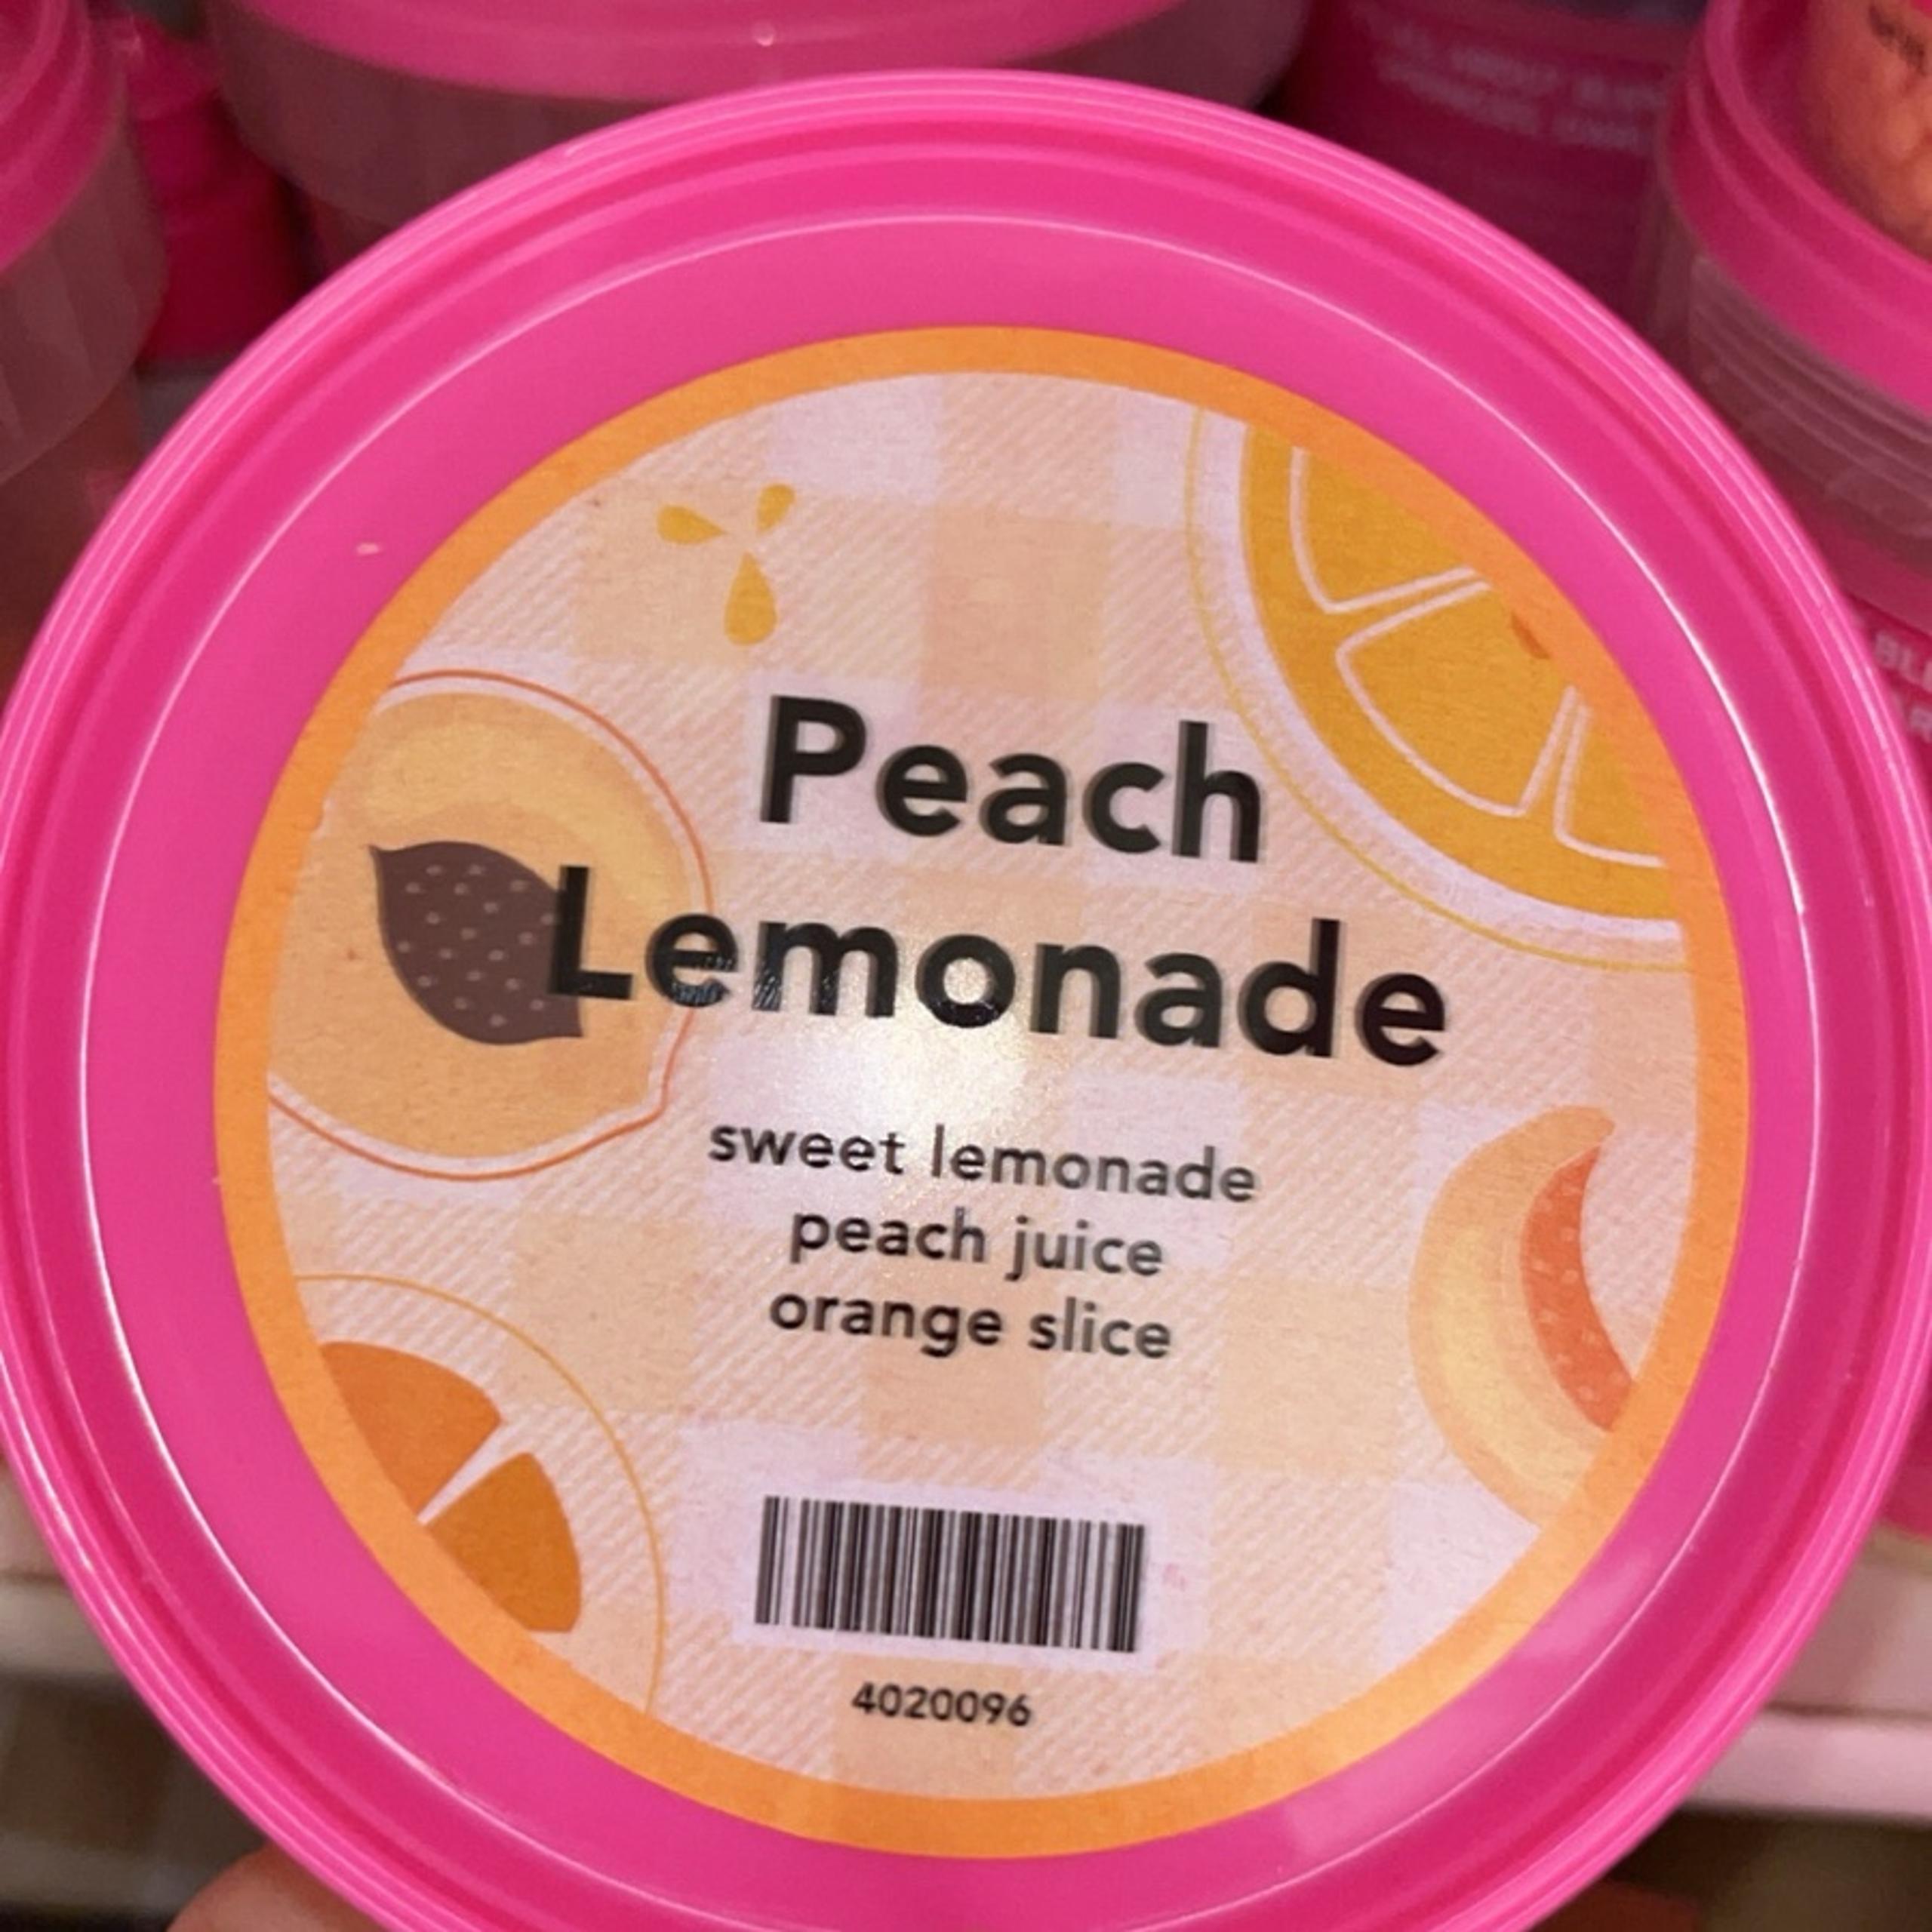 Peach
Lemonade
sweet lemonade
peach juice
orange slice
4020096